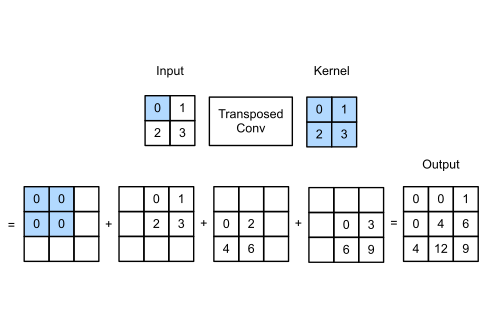 Input Kernel
0 1 Transposed Conv 0 1
2 3 2 3
Output
0 0 0 1 0 0 1
= 0 0 + 2 3 + 0 2 + 0 3 = 0 4 6
4 6 6 9 4 12 9